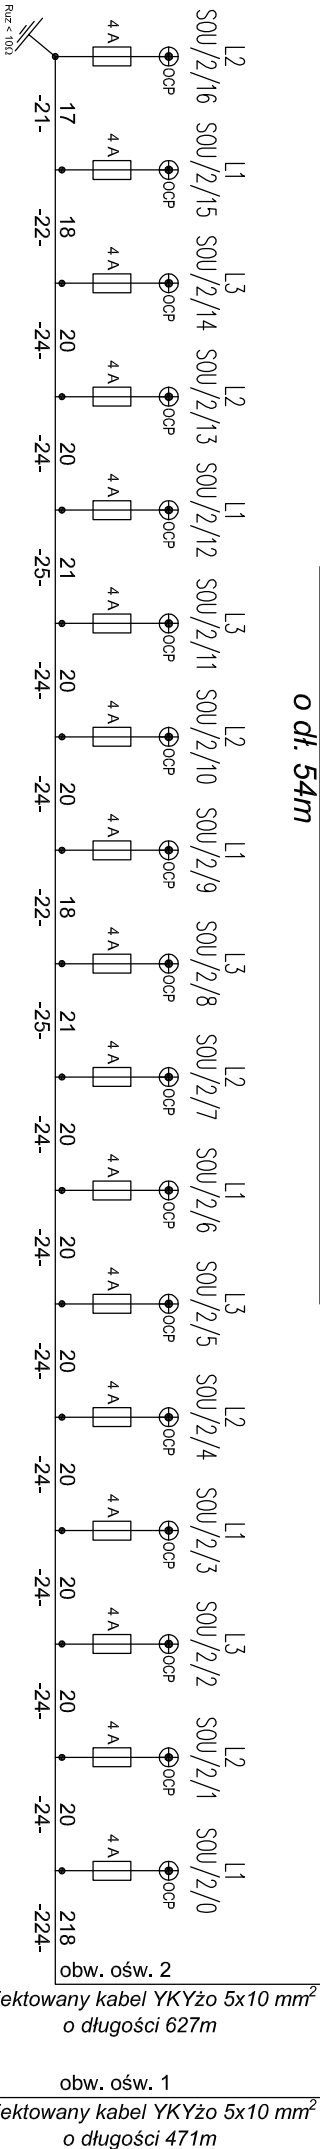 L2
SOU/2/16
OCP
4 A
Ruz < 10Ω
17
-21-
L1
SOU/2/15
OCP
4 A
18
-22-
L3
SOU/2/14
OCP
4 A
20
-24-
L2
SOU/2/13
OCP
4 A
20
-24-
L1
SOU/2/12
OCP
4 A
21
-25-
L3
SOU/2/11
OCP
4 A
20
-24-
L2
SOU/2/10
OCP
4 A
20
-24-
L1
SOU/2/9
OCP
4 A
18
-22-
L3
SOU/2/8
OCP
4 A
21
-25-
L2
SOU/2/7
OCP
4 A
20
-24-
L1
SOU/2/6
OCP
4 A
20
-24-
L3
SOU/2/5
OCP
4 A
20
-24-
L2
SOU/2/4
OCP
4 A
20
-24-
L1
SOU/2/3
OCP
4 A
20
-24-
L3
SOU/2/2
OCP
4 A
20
-24-
L2
SOU/2/1
OCP
4 A
20
-24-
L1
SOU/2/0
OCP
4 A
218
-224-
o dł. 54m
obw. ośw. 2
ektowany kabel YKYżo 5x10 mm²
o długości 627m
obw. ośw. 1
ektowany kabel YKYżo 5x10 mm²
o długości 471m